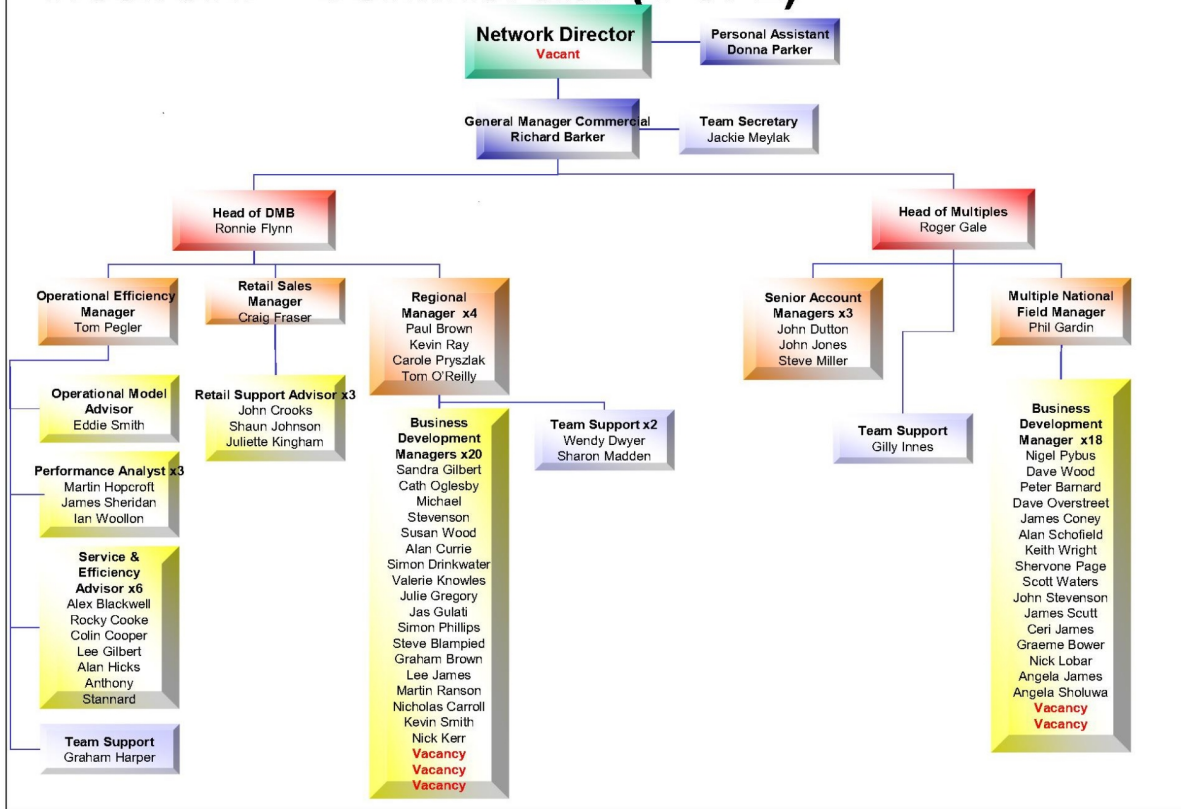 Network Director
Vacant
Personal Assistant
Donna Parker
General Manager Commercial
Richard Barker
Team Secretary
Jackie Meylak
Head of DMB
Ronnie Flynn
Head of Multiples
Roger Gale
Operational Efficiency
Manager
Tom Pegler
Retail Sales
Manager
Craig Fraser
Regional
Manager x4
Paul Brown
Kevin Ray
Carole Pryszlak
Tom O'Reilly
Senior Account
Managers x3
John Dutton
John Jones
Steve Miller
Multiple National
Field Manager
Phil Gardin
Operational Model
Advisor
Eddie Smith
Retail Support Advisor x3
John Crooks
Shaun Johnson
Juliette Kingham
Business
Development
Managers x20
Sandra Gilbert
Cath Oglesby
Michael
Stevenson
Susan Wood
Alan Currie
Simon Drinkwater
Valerie Knowles
Julie Gregory
Jas Gulati
Simon Phillips
Steve Blampied
Graham Brown
Lee James
Martin Ranson
Nicholas Carroll
Kevin Smith
Nick Kerr
Vacancy
Vacancy
Vacancy
Team Support x2
Wendy Dwyer
Sharon Madden
Team Support
Gilly Innes
Business
Development
Manager x18
Nigel Pybus
Dave Wood
Peter Barnard
Dave Overstreet
James Coney
Alan Schofield
Keith Wright
Shervone Page
Scott Waters
John Stevenson
James Scutt
Ceri James
Graeme Bower
Nick Lobar
Angela James
Angela Sholuwa
Vacancy
Vacancy
Performance Analyst x3
Martin Hopcroft
James Sheridan
Ian Woollon
Service &
Efficiency
Advisor x6
Alex Blackwell
Rocky Cooke
Colin Cooper
Lee Gilbert
Alan Hicks
Anthony
Stannard
Team Support
Graham Harper